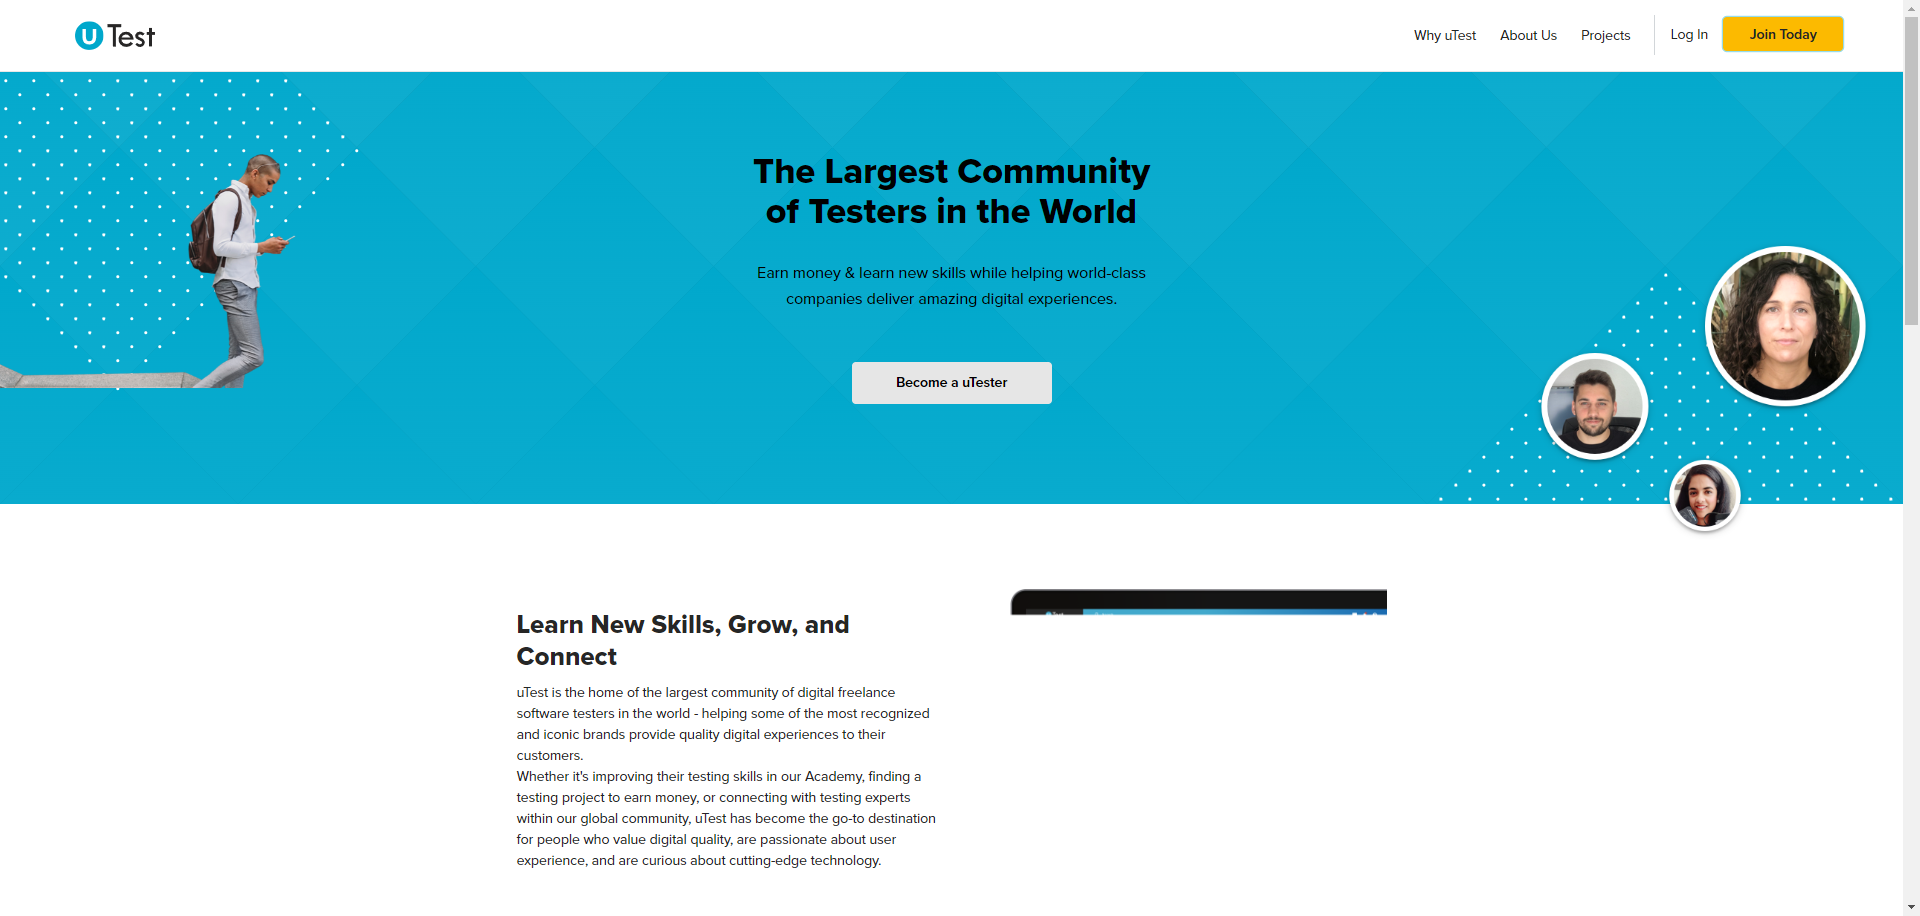 uTest
Why uTest
About Us
Projects
Log In
Join Today
The Largest Community
of Testers in the World
Earn money & learn new skills while helping world-class
companies deliver amazing digital experiences.
Become a uTester
Learn New Skills, Grow, and
Connect
uTest is the home of the largest community of digital freelance
software testers in the world - helping some of the most recognized
and iconic brands provide quality digital experiences to their
customers.
Whether it's improving their testing skills in our Academy, finding a
testing project to earn money, or connecting with testing experts
within our global community, uTest has become the go-to destination
for people who value digital quality, are passionate about user
experience, and are curious about cutting-edge technology.